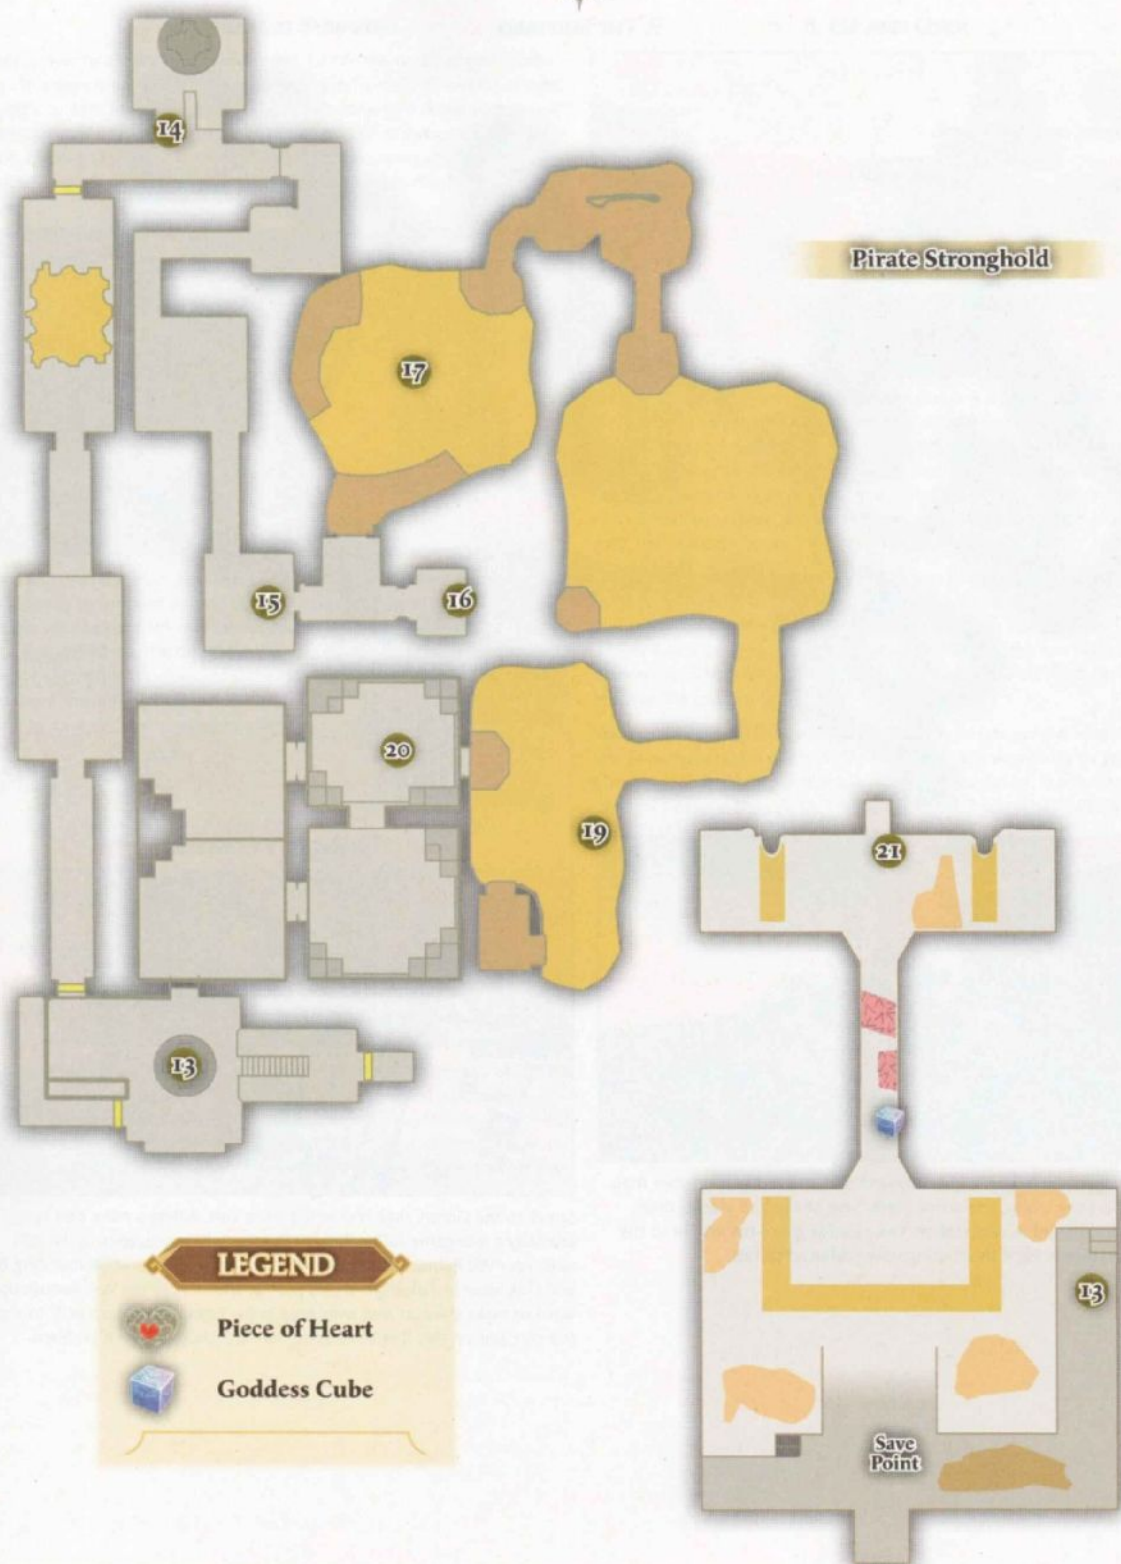 14
Pirate Stronghold
17
15
16
20
19
21
13
13
LEGEND
Piece of Heart
Goddess Cube
Save
Point